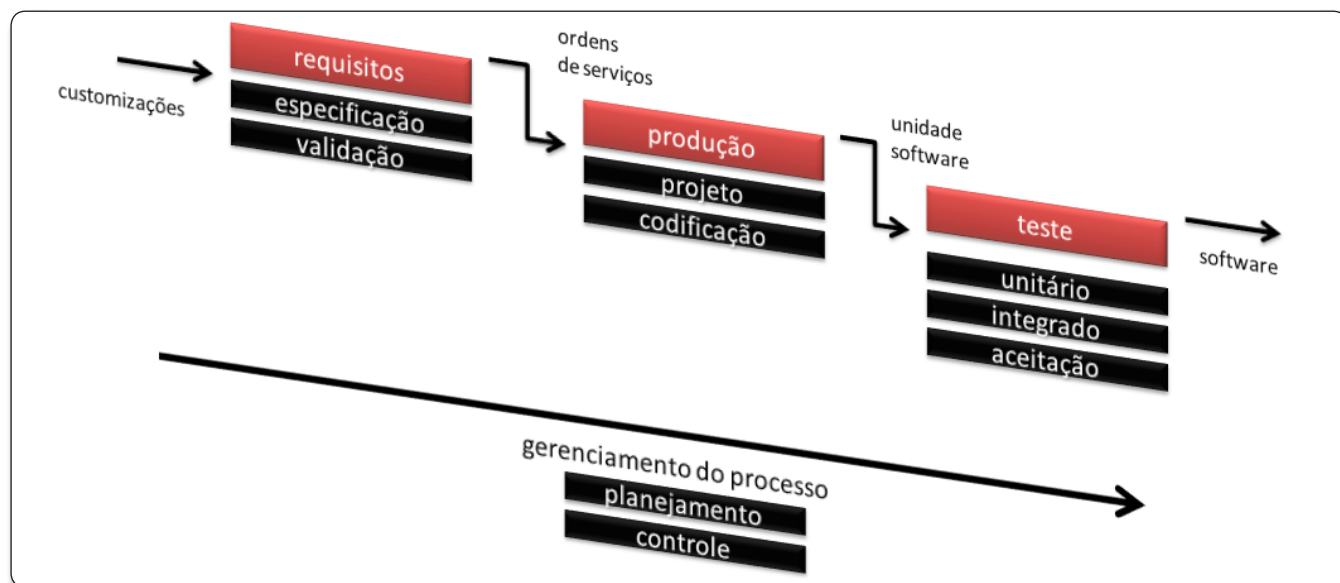 customizações
requisitos
especificação
validação
ordens
de serviços
produção
projeto
codificação
unidade
software
teste
unitário
integrado
aceitação
software
gerenciamento do processo
planejamento
controle